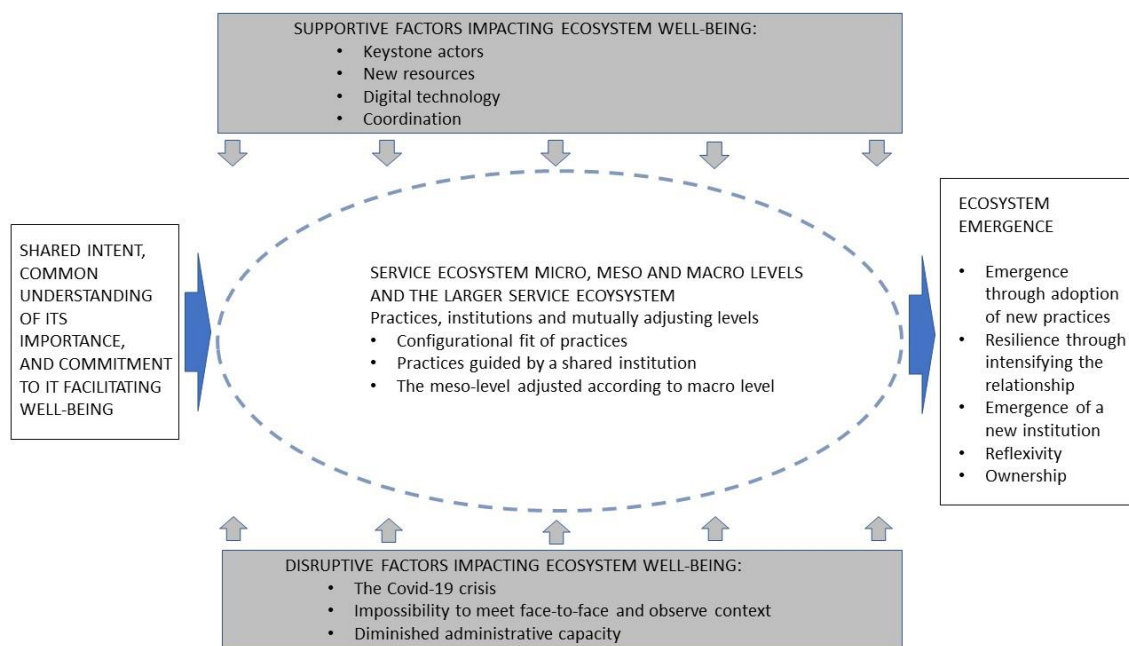 SUPPORTIVE FACTORS IMPACTING ECOSYSTEM WELL-BEING:
• Keystone actors
• New resources
• Digital technology
• Coordination
SHARED INTENT,
COMMON
UNDERSTANDING
OF ITS
IMPORTANCE,
AND COMMITMENT
TO IT FACILITATING
WELL-BEING
SERVICE ECOSYSTEM MICRO, MESO AND MACRO LEVELS
AND THE LARGER SERVICE ECOYSYSTEM
Practices, institutions and mutually adjusting levels
• Configurational fit of practices
• Practices guided by a shared institution
• The meso-level adjusted according to macro level
ECOSYSTEM
EMERGENCE
• Emergence
through adoption
of new practices
• Resilience through
intensifying the
relationship
• Emergence of a
new institution
• Reflexivity
• Ownership
DISRUPTIVE FACTORS IMPACTING ECOSYSTEM WELL-BEING:
• The Covid-19 crisis
• Impossibility to meet face-to-face and observe context
• Diminished administrative capacity